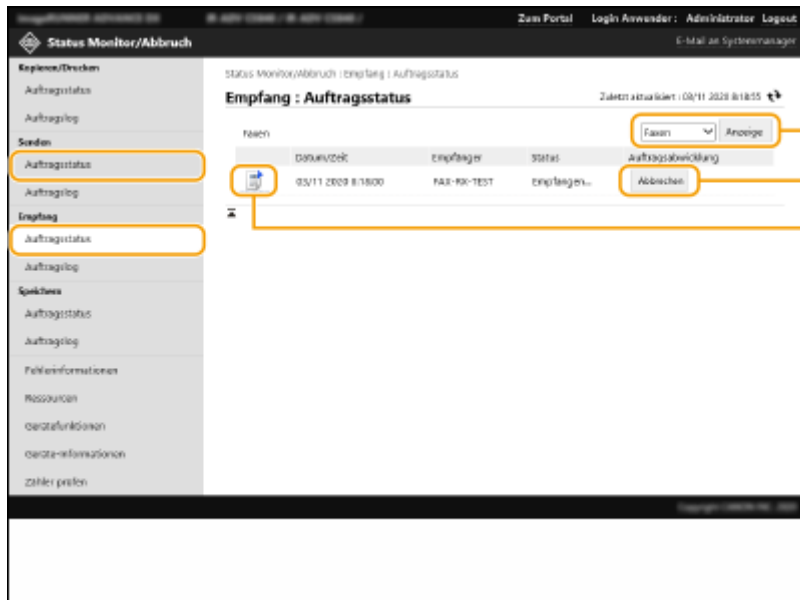 Zum Portal Login Anwender: Administrator Logout
Status Monitor/Abbruch
E-Mail an Systemmanager
Kopieren/Drucken
Auftragsstatus
Auftragslog
Senden
Auftragsstatus
Auftragslog
Empfang
Auftragsstatus
Auftragslog
Speichern
Auftragsstatus
Auftragslog
Fehlerinformationen
Ressourcen
Gerätefunktionen
Geräte-Informationen
Zähler prüfen
Status Monitor/Abbruch : Empfang : Auftragsstatus
Empfang : Auftragsstatus
Zuletzt aktualisiert : 03/11 2020 8:18:55
Faxen
Faxen Anzeige
Datum/Zeit Empfänger Status Auftragsabwicklung
03/11 2020 8:18:00 FAX-RX-TEST Empfangen... Abbrechen